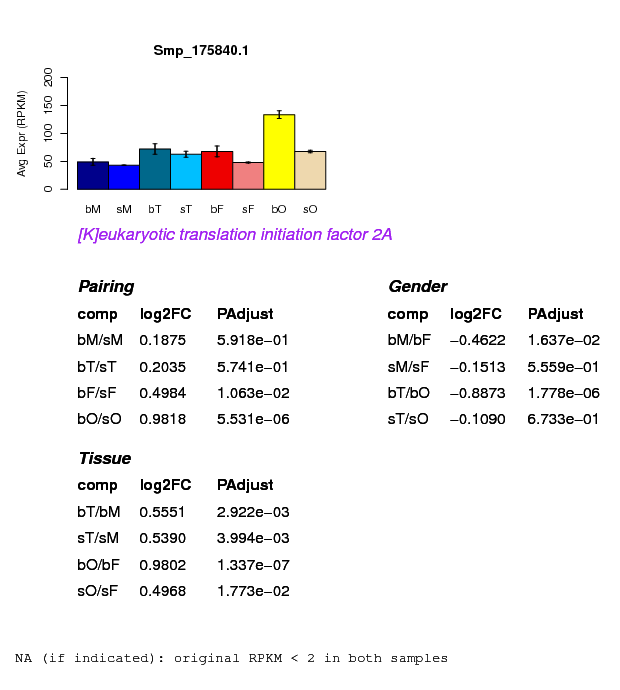 Smp_175840.1
Avg Expr (RPKM)
200
150
100
50
0
bM sM bT sT bF sF bO sO
[K]eukaryotic translation initiation factor 2A
Pairing
comp log2FC PAdjust
bM/sM 0.1875 5.918e−01
bT/sT 0.2035 5.741e−01
bF/sF 0.4984 1.063e−02
bO/sO 0.9818 5.531e−06
Gender
comp log2FC PAdjust
bM/bF −0.4622 1.637e−02
sM/sF −0.1513 5.559e−01
bT/bO −0.8873 1.778e−06
sT/sO −0.1090 6.733e−01
Tissue
comp log2FC PAdjust
bT/bM 0.5551 2.922e−03
sT/sM 0.5390 3.994e−03
bO/bF 0.9802 1.337e−07
sO/sF 0.4968 1.773e−02
NA (if indicated): original RPKM < 2 in both samples